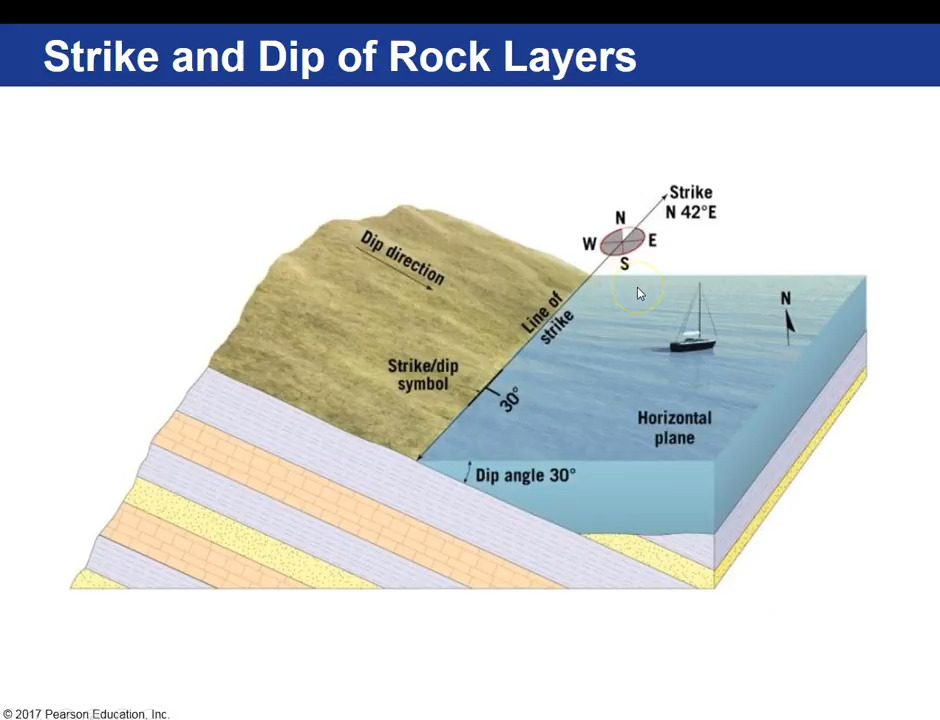 Strike and Dip of Rock Layers
Strike
N 42°E
N
W
E
S
Dip direction
Line of
strike
N
Strike/dip
symbol
30°
Horizontal
plane
Dip angle 30°
© 2017 Pearson Education, Inc.